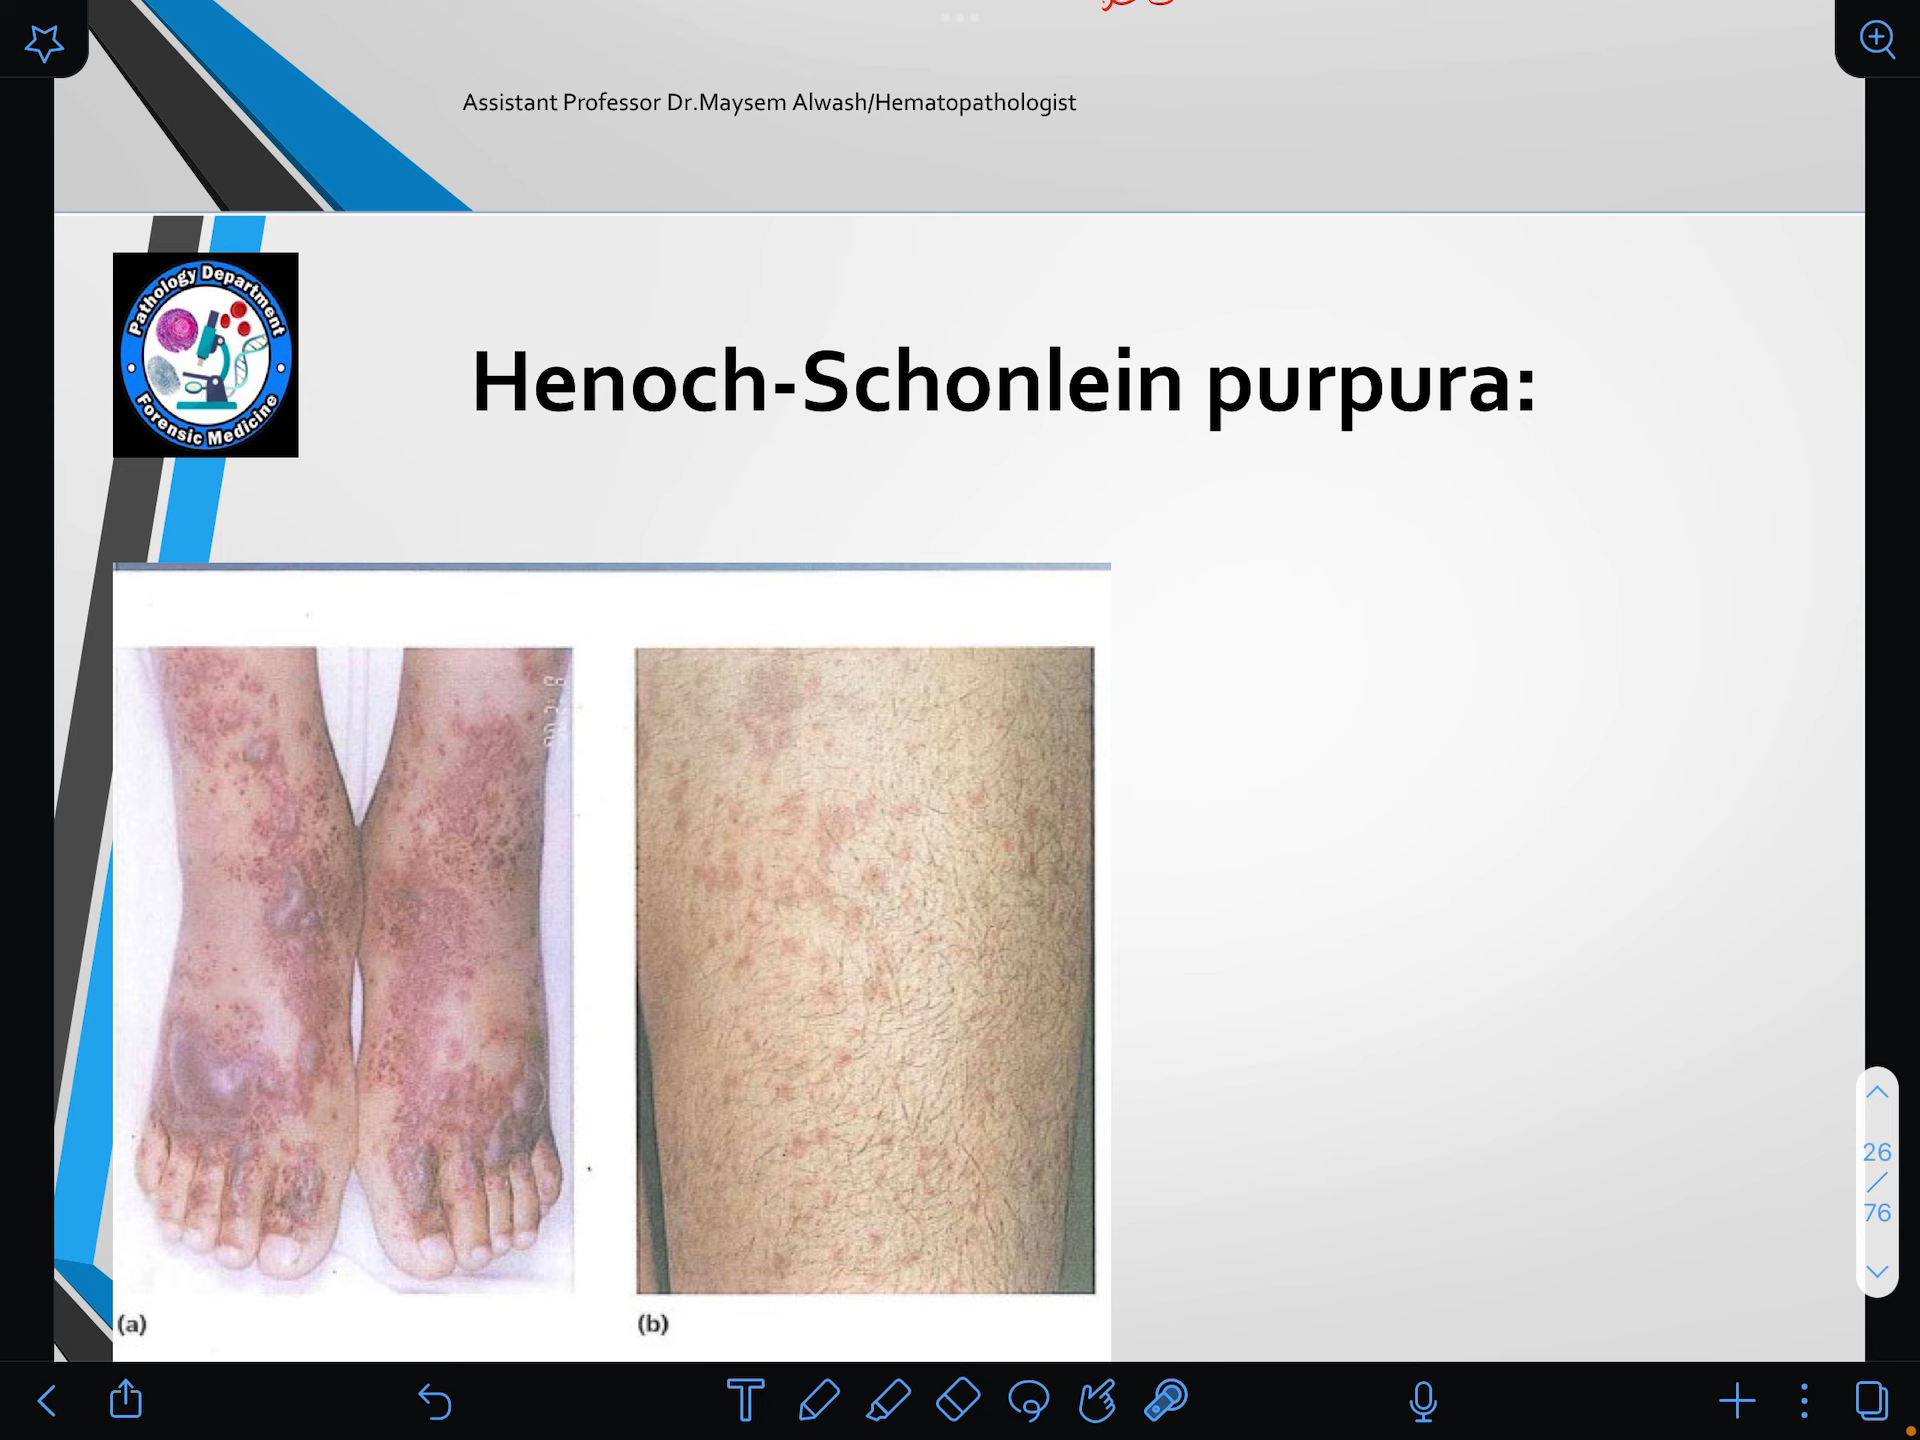 Assistant Professor Dr.Maysem Alwash/Hematopathologist
Pathology Department
Forensic Medicine
Henoch-Schonlein purpura:
(a)
(b)
26
/
76